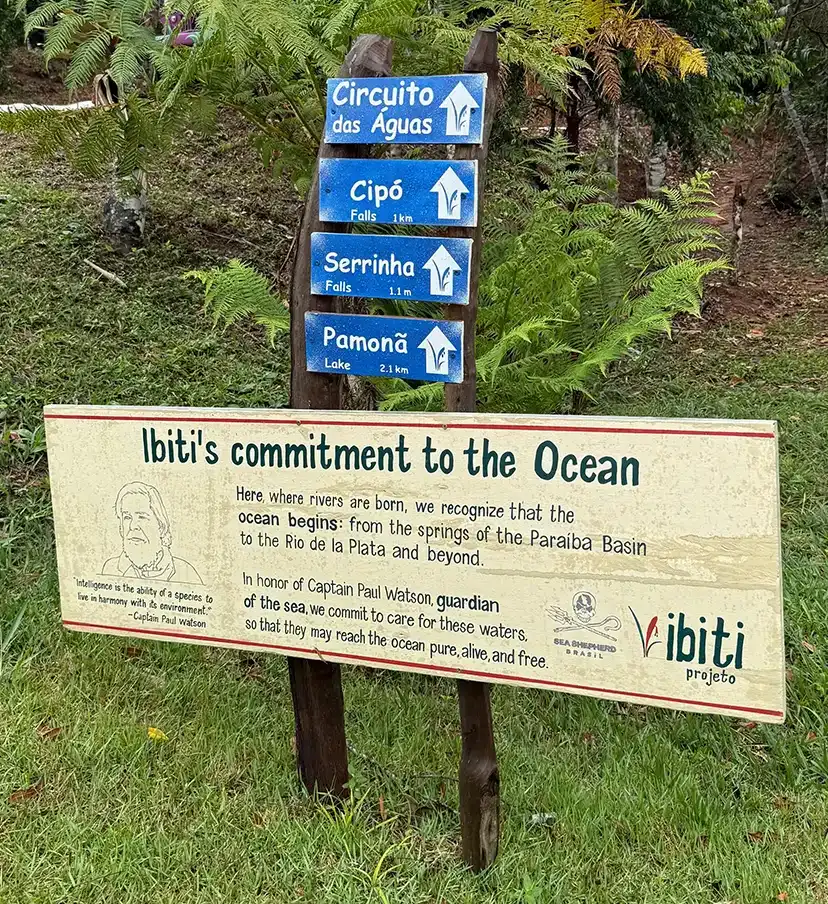 Circuito
das Águas
Cipó
Falls 1 km
Serrinha
Falls 1.1 m
Pamonã
Lake 2.1 km
Ibiti's commitment to the Ocean
Here, where rivers are born, we recognize that the
ocean begins: from the springs of the Paraíba Basin
to the Rio de la Plata and beyond.
In honor of Captain Paul Watson, guardian
of the sea, we commit to care for these waters,
so that they may reach the ocean pure, alive, and free.
"Intelligence is the ability of a species to
live in harmony with its environment."
–Captain Paul Watson
SEA SHEPHERD
BRASIL
ibiti
projeto